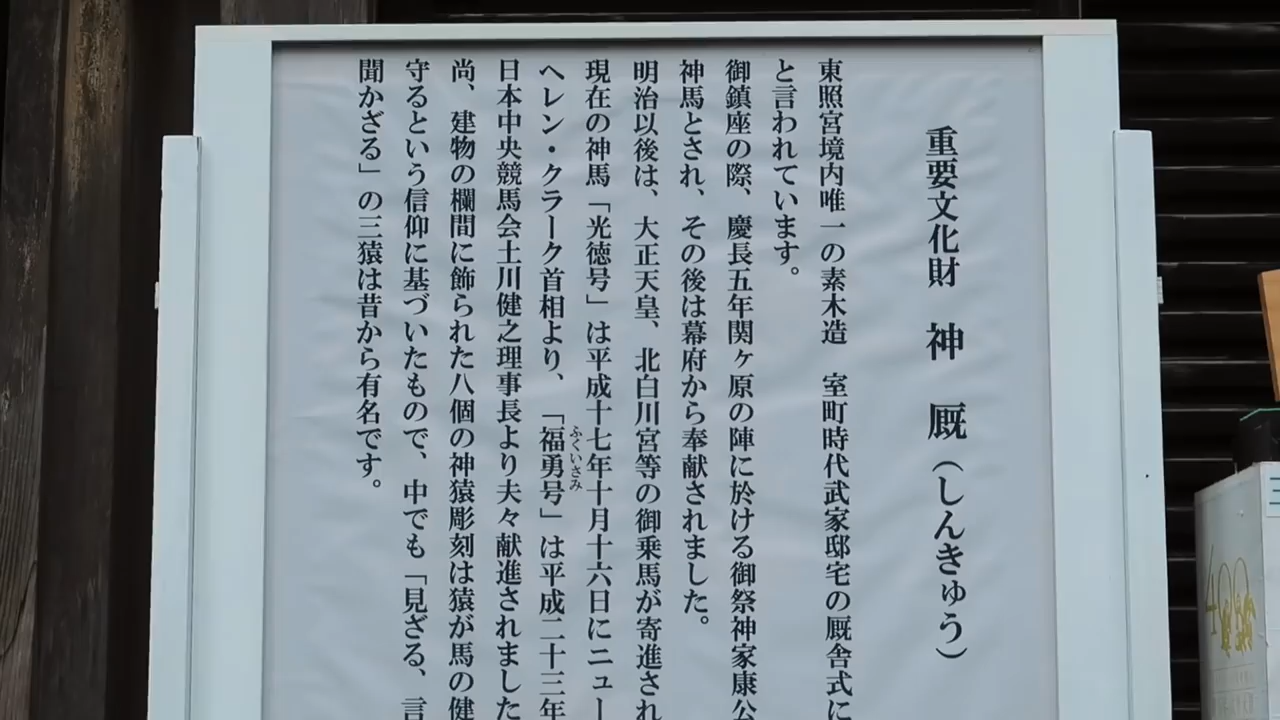 重要文化財　神　厩（しんきゅう）
東照宮境内唯一の素木造　室町時代武家邸宅の厩舎式に
と言われています。
御鎮座の際、慶長五年関ヶ原の陣に於ける御祭神家康公
神馬とされ、その後は幕府から奉献されました。
明治以後は、大正天皇、北白川宮等の御乗馬が寄進され
現在の神馬「光徳号」は平成十七年十月十六日にニュー
ヘレン・クラーク首相より、「福勇号」は平成二十三年
ふくいさみ
日本中央競馬会土川健之理事長より夫々献進されました
尚、建物の欄間に飾られた八個の神猿彫刻は猿が馬の健
守るという信仰に基づいたもので、中でも「見ざる、言
聞かざる」の三猿は昔から有名です。